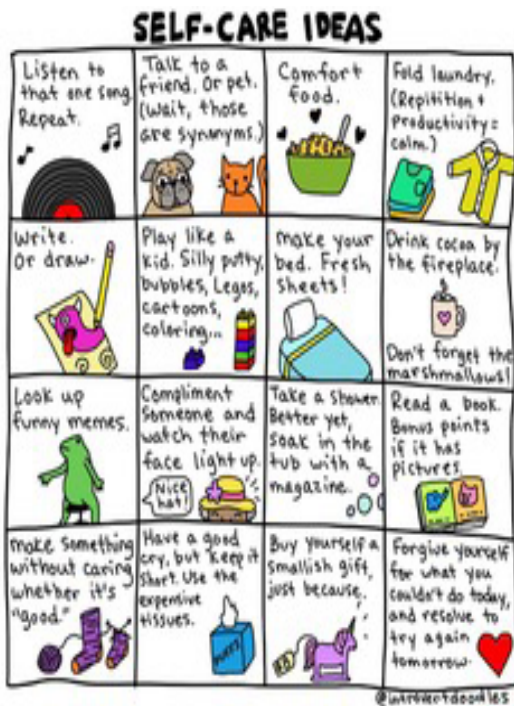 SELF-CARE IDEAS
Listen to
that one song.
Repeat.
Talk to a
friend. Or pet.
(Wait, those
are synonyms.)
Comfort
food.
Fold laundry.
(Repitition +
Productivity =
calm.)
Write.
Or draw.
Play like a
kid. Silly putty,
bubbles, Legos,
cartoons,
coloring...
make your
bed. Fresh
sheets!
Drink cocoa by
the fireplace.
Don't forget the
marshmallows!
Look up
funny memes.
Compliment
someone and
watch their
face light up.
Nice
hat!
Take a shower.
Better yet,
soak in the
tub with a
magazine.
Read a book.
Bonus points
if it has
pictures.
make something
without caring
whether it's
"good."
Have a good
cry, but keep it
short. Use the
expensive
tissues.
Buy yourself a
smallish gift,
just because.
Forgive yourself
for what you
couldn't do today,
and resolve to
try again
tomorrow.
@introvertdoodles